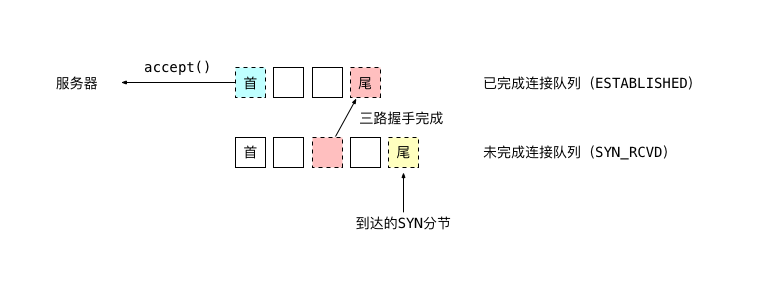 accept()
服务器
首
尾
已完成连接队列（ESTABLISHED）
三路握手完成
首
尾
未完成连接队列（SYN_RCVD）
到达的SYN分节